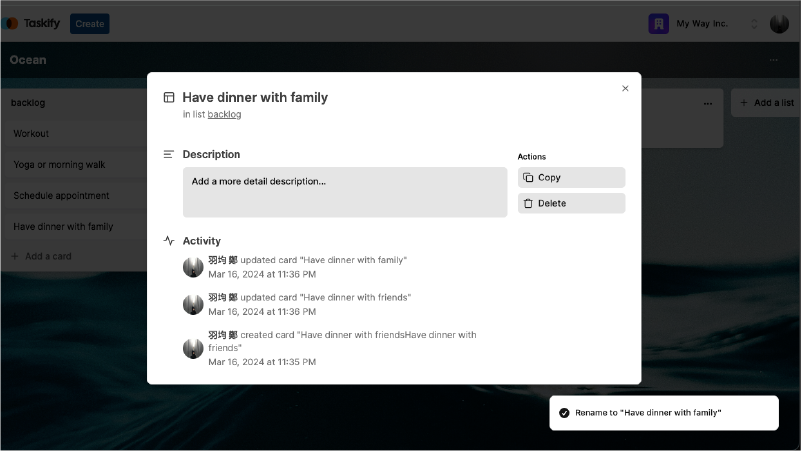 Taskify
Create
My Way Inc.
Ocean
...
backlog
Workout
Yoga or morning walk
Schedule appointment
Have dinner with family
+ Add a card
...
+ Add a list
Have dinner with family
in list backlog
Description
Add a more detail description...
Actions
Copy
Delete
Activity
羽均 鄭 updated card "Have dinner with family"
Mar 16, 2024 at 11:36 PM
羽均 鄭 updated card "Have dinner with friends"
Mar 16, 2024 at 11:36 PM
羽均 鄭 created card "Have dinner with friendsHave dinner with
friends"
Mar 16, 2024 at 11:35 PM
Rename to "Have dinner with family"